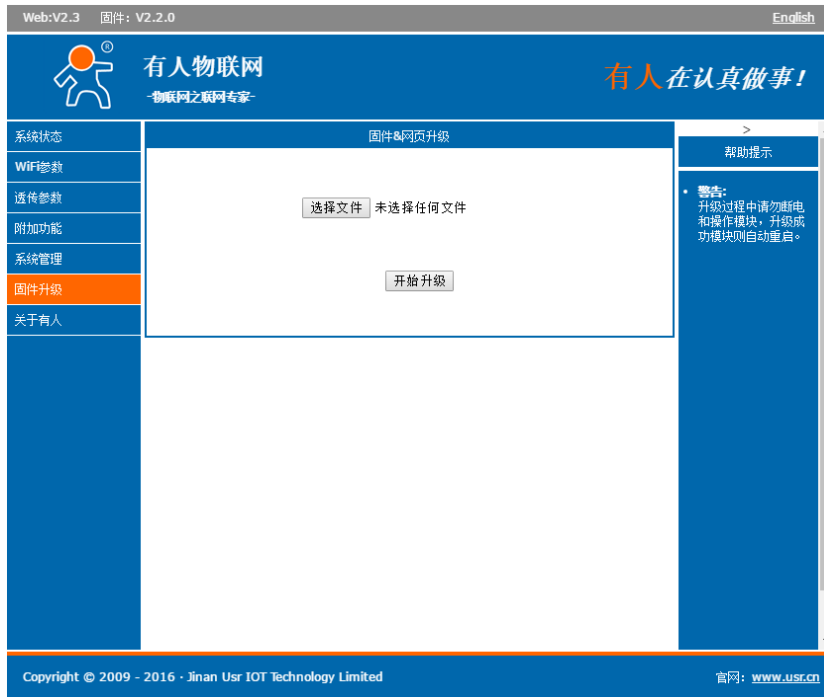 Web:V2.3 固件：V2.2.0 English
®
有人物联网
-物联网之联网专家-
有人在认真做事！
系统状态
WiFi参数
透传参数
附加功能
系统管理
固件升级
关于有人
固件&网页升级
选择文件 未选择任何文件
开始升级
>
帮助提示
• 警告:
升级过程中请勿断电
和操作模块，升级成
功模块则自动重启。
Copyright © 2009 - 2016 · Jinan Usr IOT Technology Limited 官网：www.usr.cn